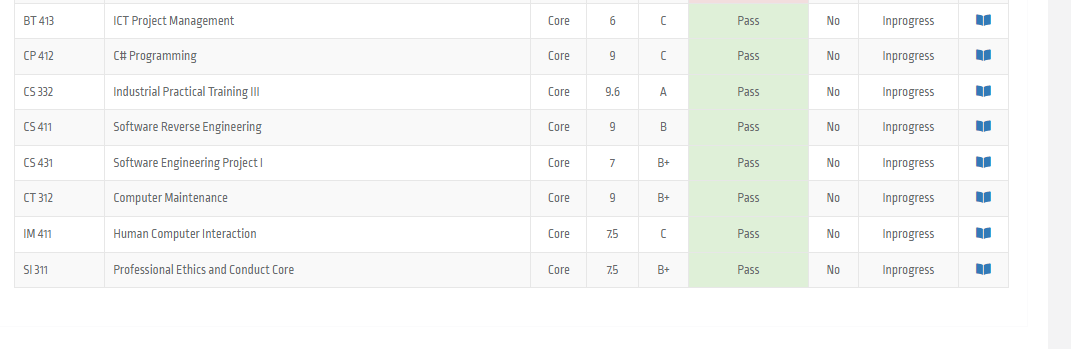 BT 413 ICT Project Management Core 6 C Pass No Inprogress
CP 412 C# Programming Core 9 C Pass No Inprogress
CS 332 Industrial Practical Training III Core 9.6 A Pass No Inprogress
CS 411 Software Reverse Engineering Core 9 B Pass No Inprogress
CS 431 Software Engineering Project I Core 7 B+ Pass No Inprogress
CT 312 Computer Maintenance Core 9 B+ Pass No Inprogress
IM 411 Human Computer Interaction Core 7.5 C Pass No Inprogress
SI 311 Professional Ethics and Conduct Core Core 7.5 B+ Pass No Inprogress